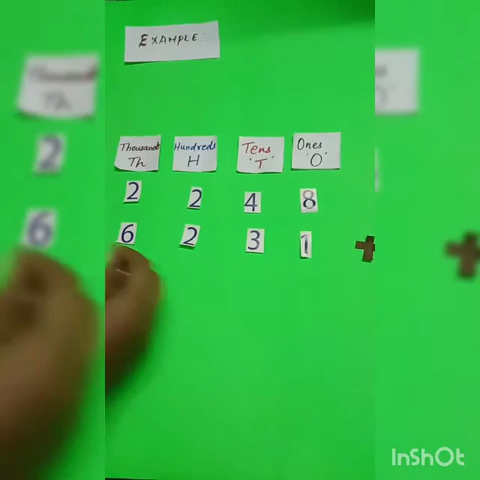 EXAMPLE:
Thousands Hundreds Tens Ones
Th H 'T' 'O'
2 2 4 8
6 2 3 1 +
InShOt